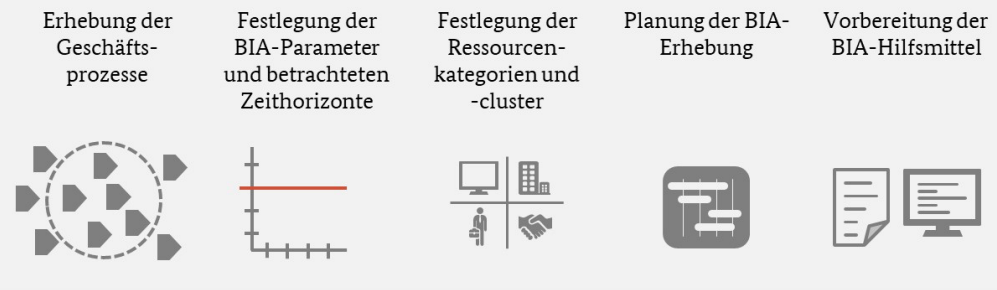 Erhebung der
Geschäfts-
prozesse
Festlegung der
BIA-Parameter
und betrachteten
Zeithorizonte
Festlegung der
Ressourcen-
kategorien und
-cluster
Planung der BIA-
Erhebung
Vorbereitung der
BIA-Hilfsmittel